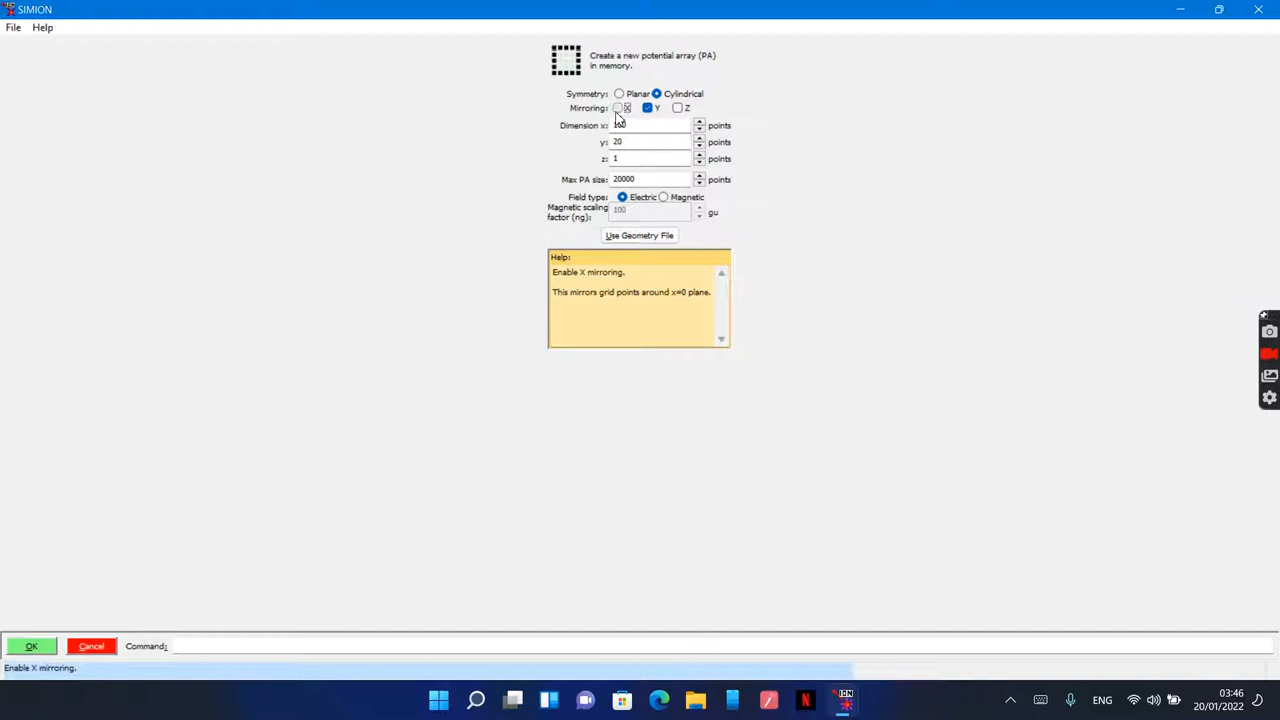 SIMION
File Help
Create a new potential array (PA)
in memory.
Symmetry: Planar Cylindrical
Mirroring: X Y Z
Dimension x: points
y: 20 points
z: 1 points
Max PA size: 20000 points
Field type: Electric Magnetic
Magnetic scaling
factor (ng): 100 gu
Use Geometry File
Help:
Enable X mirroring.
This mirrors grid points around x=0 plane.
OK Cancel Command:
Enable X mirroring.
ENG 03:46
20/01/2022